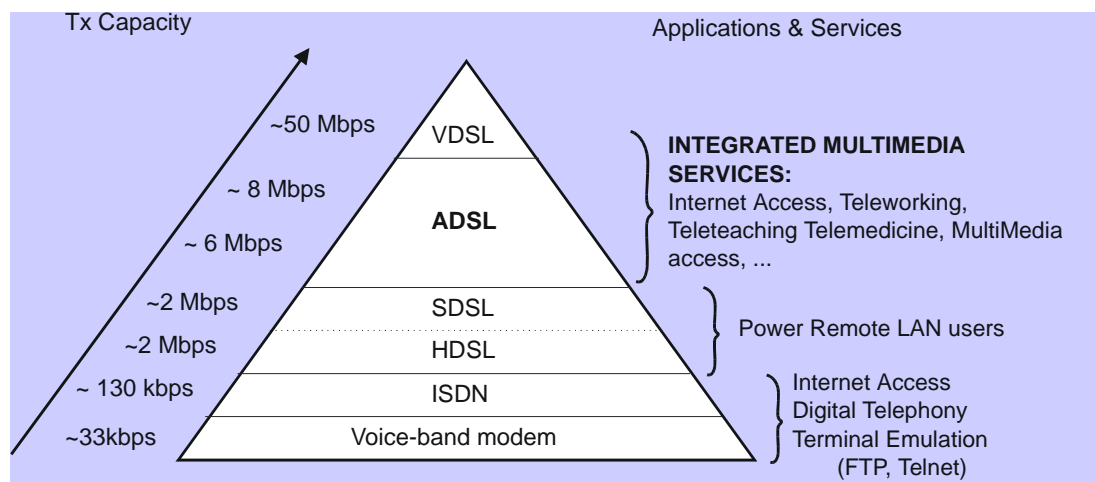 Tx Capacity
Applications & Services
~50 Mbps
~ 8 Mbps
~ 6 Mbps
~2 Mbps
~2 Mbps
~ 130 kbps
~33kbps
VDSL
ADSL
SDSL
HDSL
ISDN
Voice-band modem
INTEGRATED MULTIMEDIA
SERVICES:
Internet Access, Teleworking,
Teleteaching Telemedicine, MultiMedia
access, ...
Power Remote LAN users
Internet Access
Digital Telephony
Terminal Emulation
(FTP, Telnet)